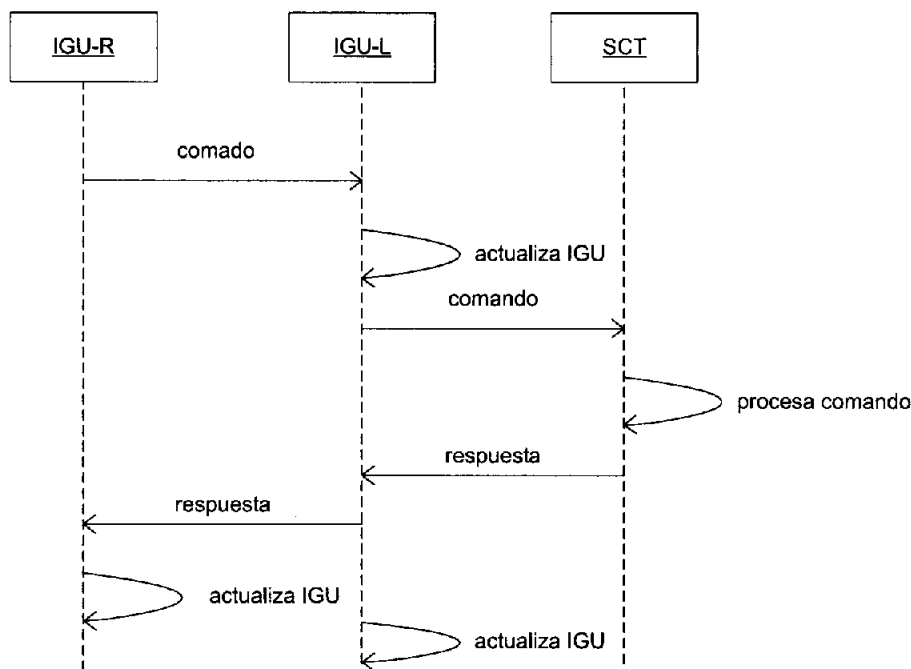 IGU-R
IGU-L
SCT
comado
actualiza IGU
comando
procesa comando
respuesta
respuesta
actualiza IGU
actualiza IGU